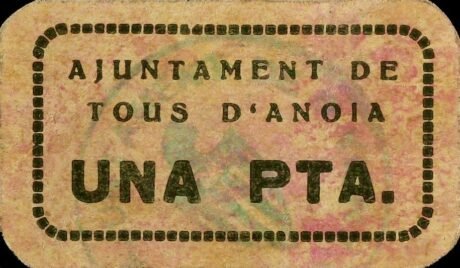 AJUNTAMENT DE
TOUS D'ANOIA
UNA PTA.